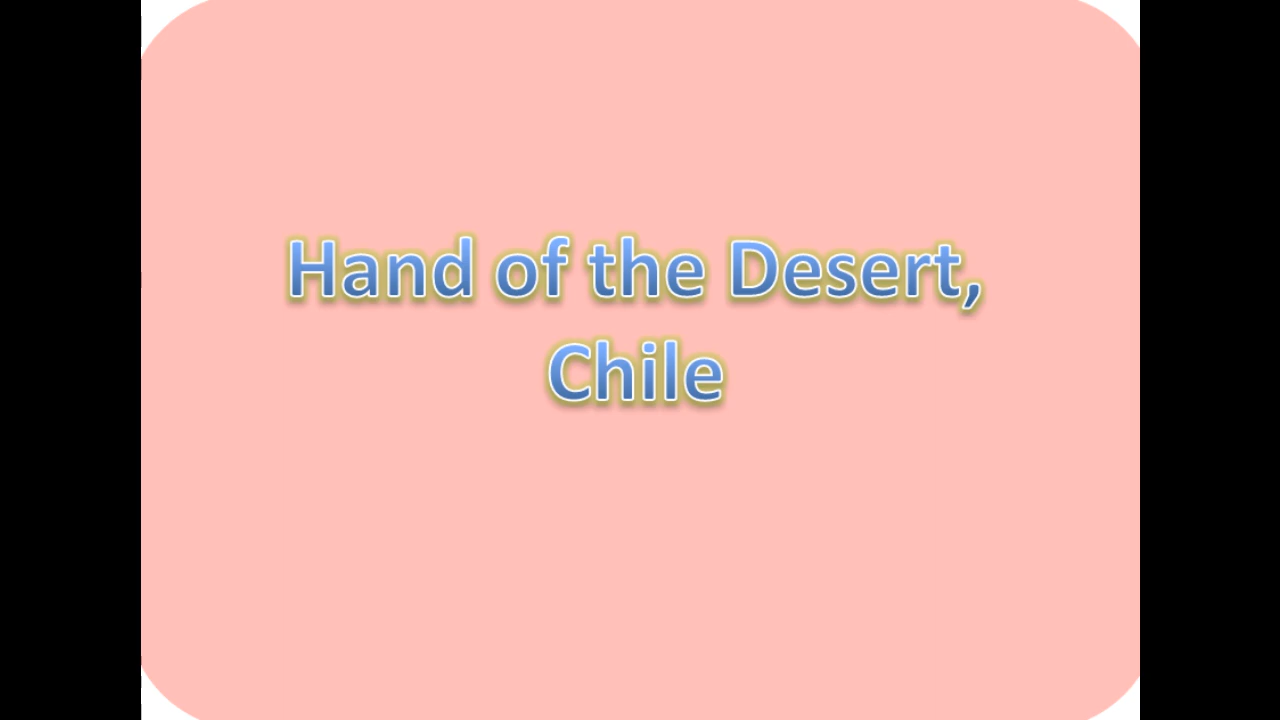 Hand of the Desert,
Chile